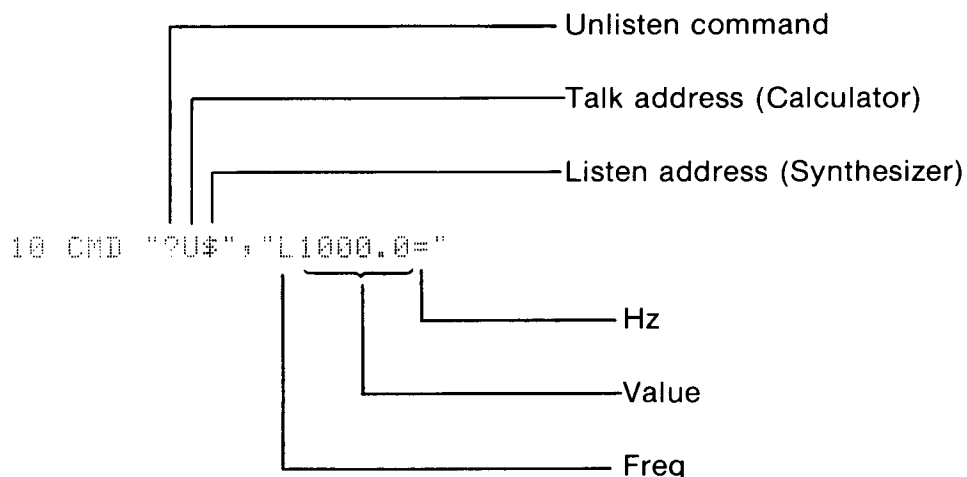 Unlisten command
Talk address (Calculator)
Listen address (Synthesizer)
10 CMD "?U$","L1000.0="
Hz
Value
Freq